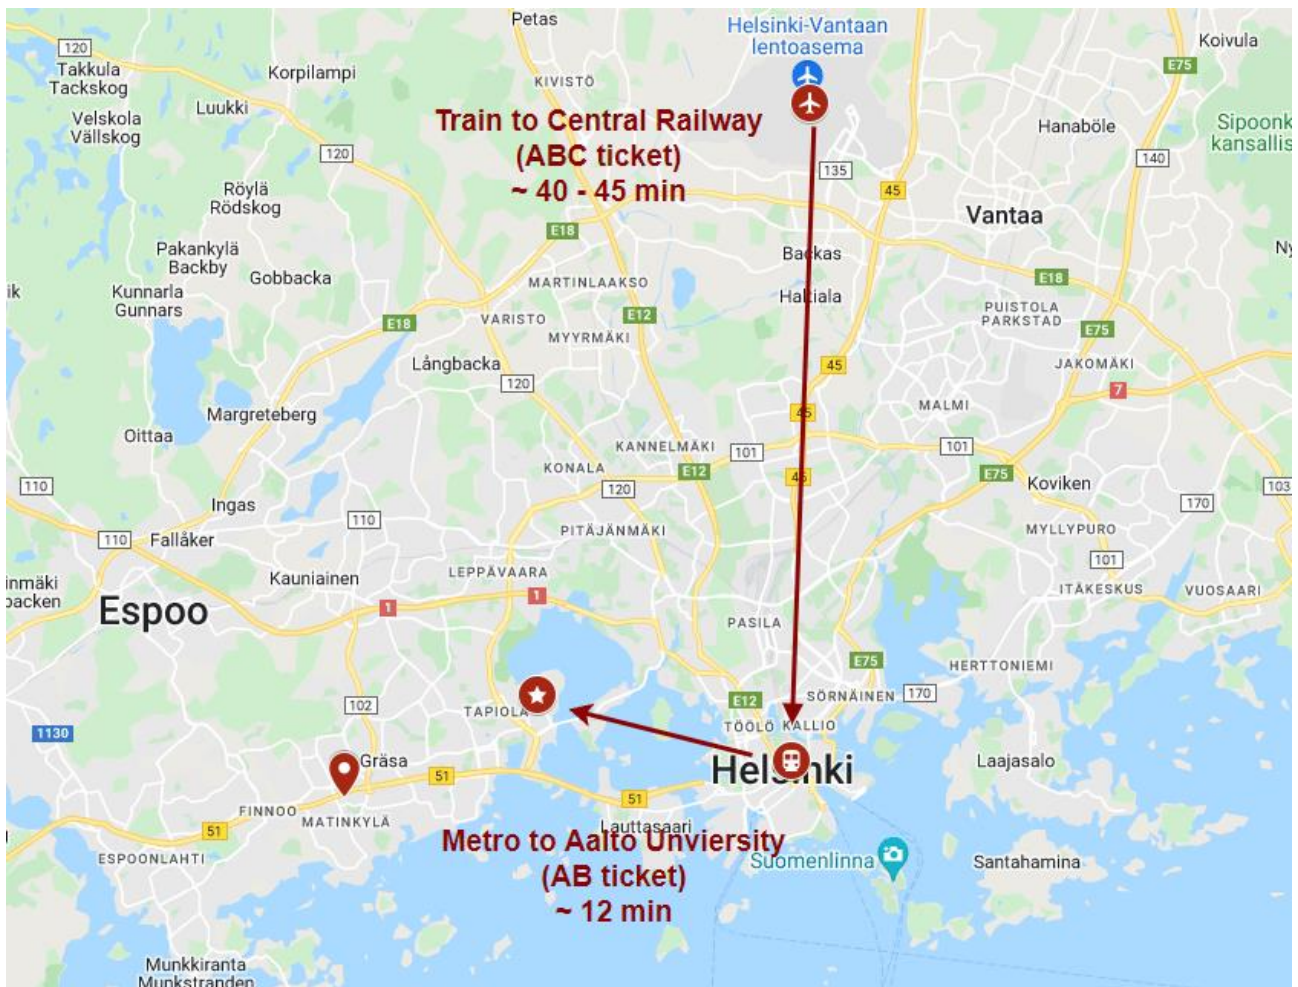 Petas
Helsinki-Vantaan
lentoasema
Koivula
120
Takkula
Tackskog
Korpilampi
E75
KIVISTÖ
Luukki
Velskola
Vällskog
Train to Central Railway
(ABC ticket)
~ 40 - 45 min
Hanaböle
Sipoonk
kansallis
120
140
135
45
Röylä
Rödskog
Vantaa
E18
Pakankylä
Backby
Backas
Ny
Gobbacka
MARTINLAAKSO
E18
ik
Kunnarla
Gunnars
Haltiala
PUISTOLA
PARKSTAD
E12
E18
VARISTO
E75
MYYRMÄKI
Långbacka
45
JAKOMÄKI
120
7
MALMI
Margreteberg
45
Oittaa
KANNELMÄKI
101
101
KONALA
E12
E75
45
110
120
Koviken
103
Ingas
170
110
PITÄJÄNMÄKI
MYLLYPURO
110
Fallåker
101
Kauniainen
LEPPÄVAARA
inmäki
backen
ITÄKESKUS
VUOSAARI
1
1
Espoo
PASILA
E75
HERTTONIEMI
SÖRNÄINEN
170
E12
102
TAPIOLA
TÖÖLÖ
KALLIO
1130
Gräsa
Helsinki
Laajasalo
51
51
FINNOO
MATINKYLÄ
51
Lauttasaari
Metro to Aalto Unviersity
(AB ticket)
~ 12 min
ESPOONLAHTI
Suomenlinna
Santahamina
Munkkiranta
Munkstranden